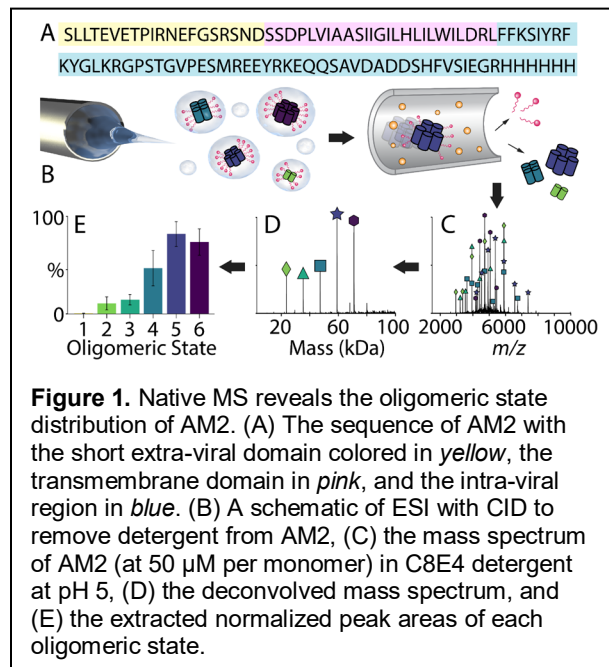 A SLLTEVETPIRNEFGSRSNDSSDPLVIAASIIGILHLILWILDRLFFKSIYRF
KYGLKRGPSTGVPESMREEYRKEQQSAVDADDSHFVSIEGRHHHHHH
B
E
100
%
0
1 2 3 4 5 6
Oligomeric State
D
20 60 100
Mass (kDa)
C
2000 6000 10000
m/z
Figure 1. Native MS reveals the oligomeric state
distribution of AM2. (A) The sequence of AM2 with
the short extra-viral domain colored in yellow, the
transmembrane domain in pink, and the intra-viral
region in blue. (B) A schematic of ESI with CID to
remove detergent from AM2, (C) the mass spectrum
of AM2 (at 50 µM per monomer) in C8E4 detergent
at pH 5, (D) the deconvolved mass spectrum, and
(E) the extracted normalized peak areas of each
oligomeric state.